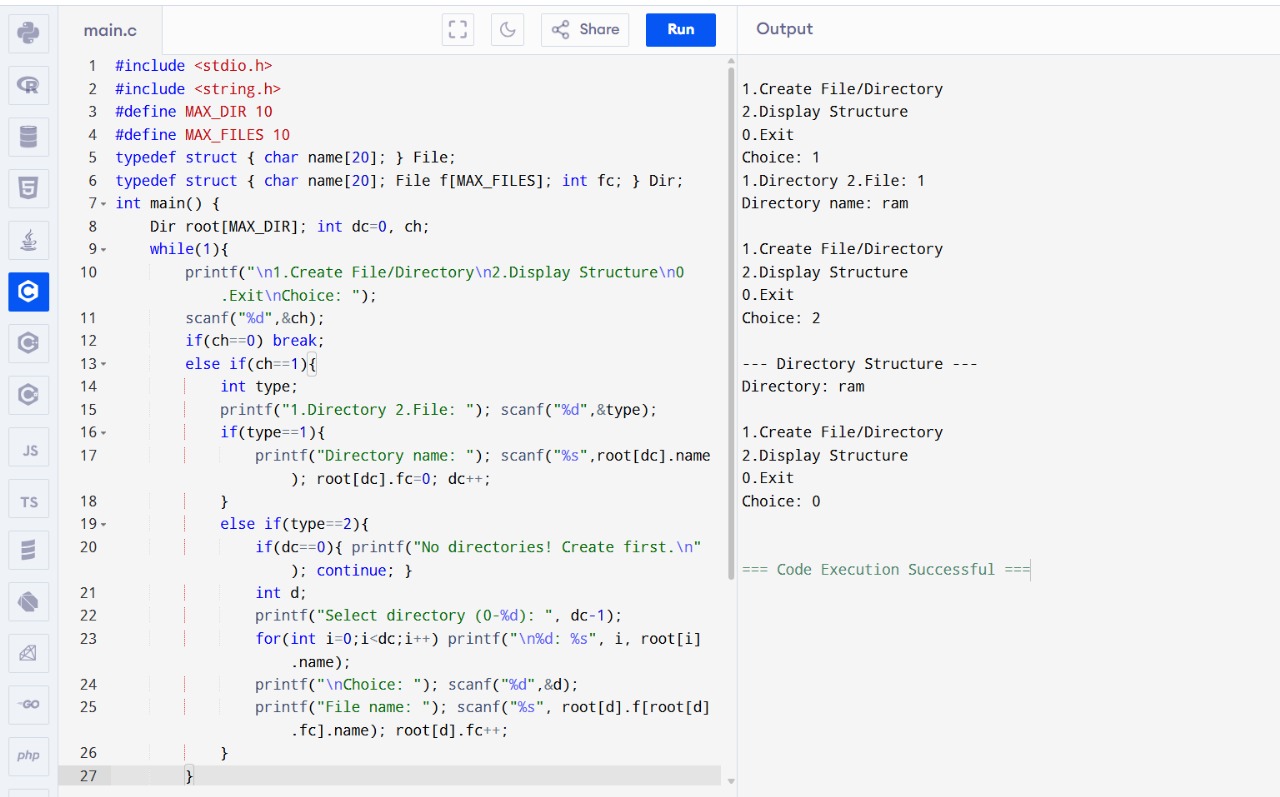 main.c
Share
Run
Output
JS
TS
GO
php
1 #include <stdio.h>
2 #include <string.h>
3 #define MAX_DIR 10
4 #define MAX_FILES 10
5 typedef struct { char name[20]; } File;
6 typedef struct { char name[20]; File f[MAX_FILES]; int fc; } Dir;
7 int main() {
8 Dir root[MAX_DIR]; int dc=0, ch;
9 while(1){
10 printf("\n1.Create File/Directory\n2.Display Structure\n0
.Exit\nChoice: ");
11 scanf("%d",&ch);
12 if(ch==0) break;
13 else if(ch==1){
14 int type;
15 printf("1.Directory 2.File: "); scanf("%d",&type);
16 if(type==1){
17 printf("Directory name: "); scanf("%s",root[dc].name
); root[dc].fc=0; dc++;
18 }
19 else if(type==2){
20 if(dc==0){ printf("No directories! Create first.\n"
); continue; }
21 int d;
22 printf("Select directory (0-%d): ", dc-1);
23 for(int i=0;i<dc;i++) printf("\n%d: %s", i, root[i]
.name);
24 printf("\nChoice: "); scanf("%d",&d);
25 printf("File name: "); scanf("%s", root[d].f[root[d]
.fc].name); root[d].fc++;
26 }
27 }
1.Create File/Directory
2.Display Structure
0.Exit
Choice: 1
1.Directory 2.File: 1
Directory name: ram
1.Create File/Directory
2.Display Structure
0.Exit
Choice: 2
--- Directory Structure ---
Directory: ram
1.Create File/Directory
2.Display Structure
0.Exit
Choice: 0
=== Code Execution Successful ===